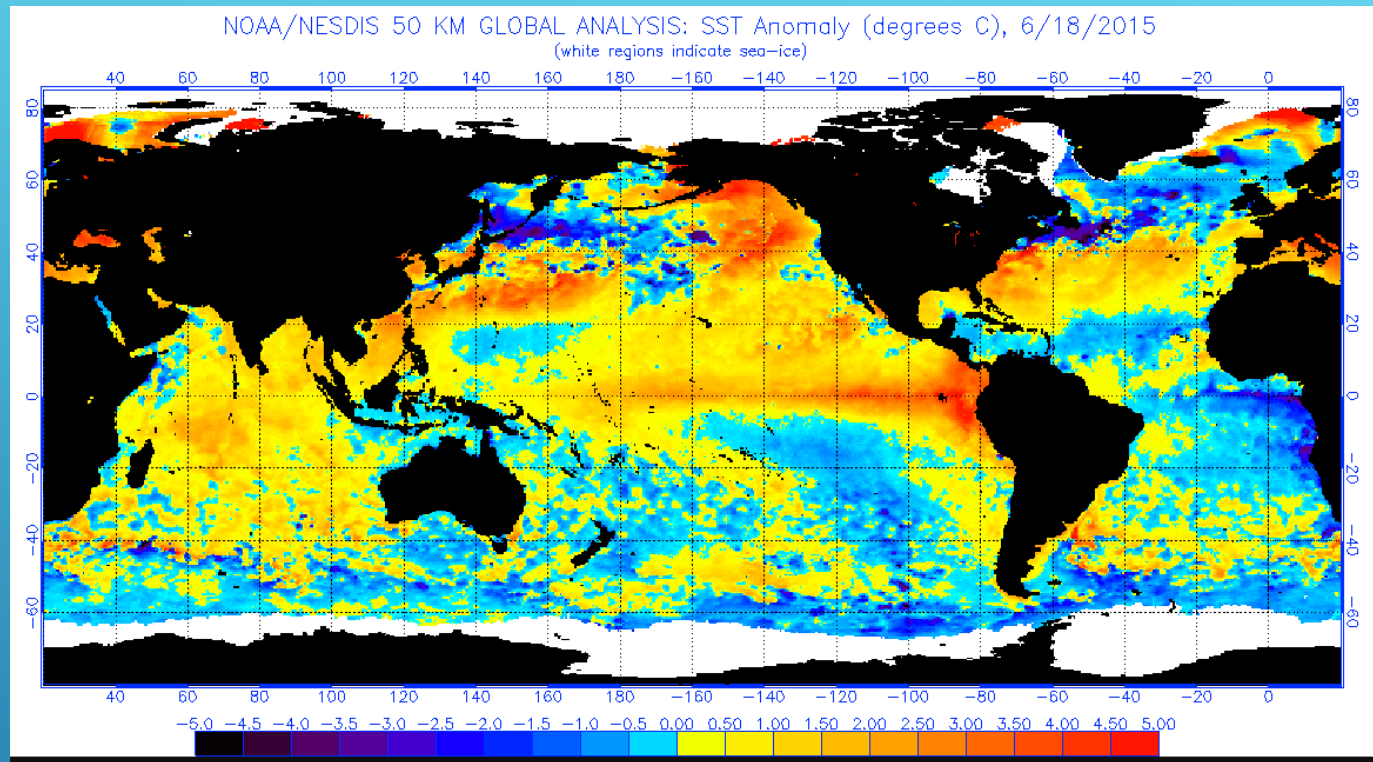 NOAA/NESDIS 50 KM GLOBAL ANALYSIS: SST Anomaly (degrees C), 6/18/2015
(white regions indicate sea-ice)
40 60 80 100 120 140 160 180 -160 -140 -120 -100 -80 -60 -40 -20 0
80 80
60 60
40 40
20 20
0 0
-20 -20
-40 -40
-60 -60
40 60 80 100 120 140 160 180 -160 -140 -120 -100 -80 -60 -40 -20 0
-5.0 -4.5 -4.0 -3.5 -3.0 -2.5 -2.0 -1.5 -1.0 -0.5 0.00 0.50 1.00 1.50 2.00 2.50 3.00 3.50 4.00 4.50 5.00